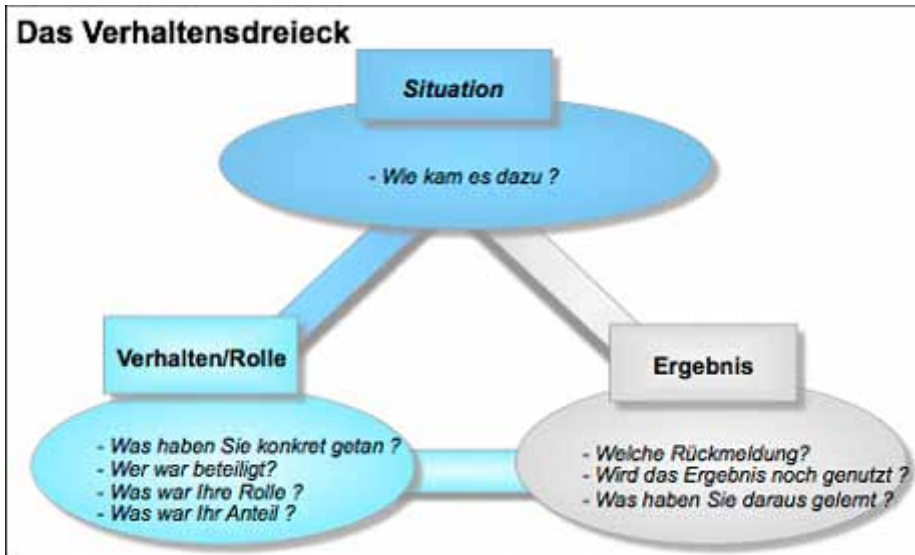 Das Verhaltensdreieck
Situation
- Wie kam es dazu ?
Verhalten/Rolle
- Was haben Sie konkret getan ?
- Wer war beteiligt?
- Was war Ihre Rolle ?
- Was war Ihr Anteil ?
Ergebnis
- Welche Rückmeldung?
- Wird das Ergebnis noch genutzt ?
- Was haben Sie daraus gelernt ?